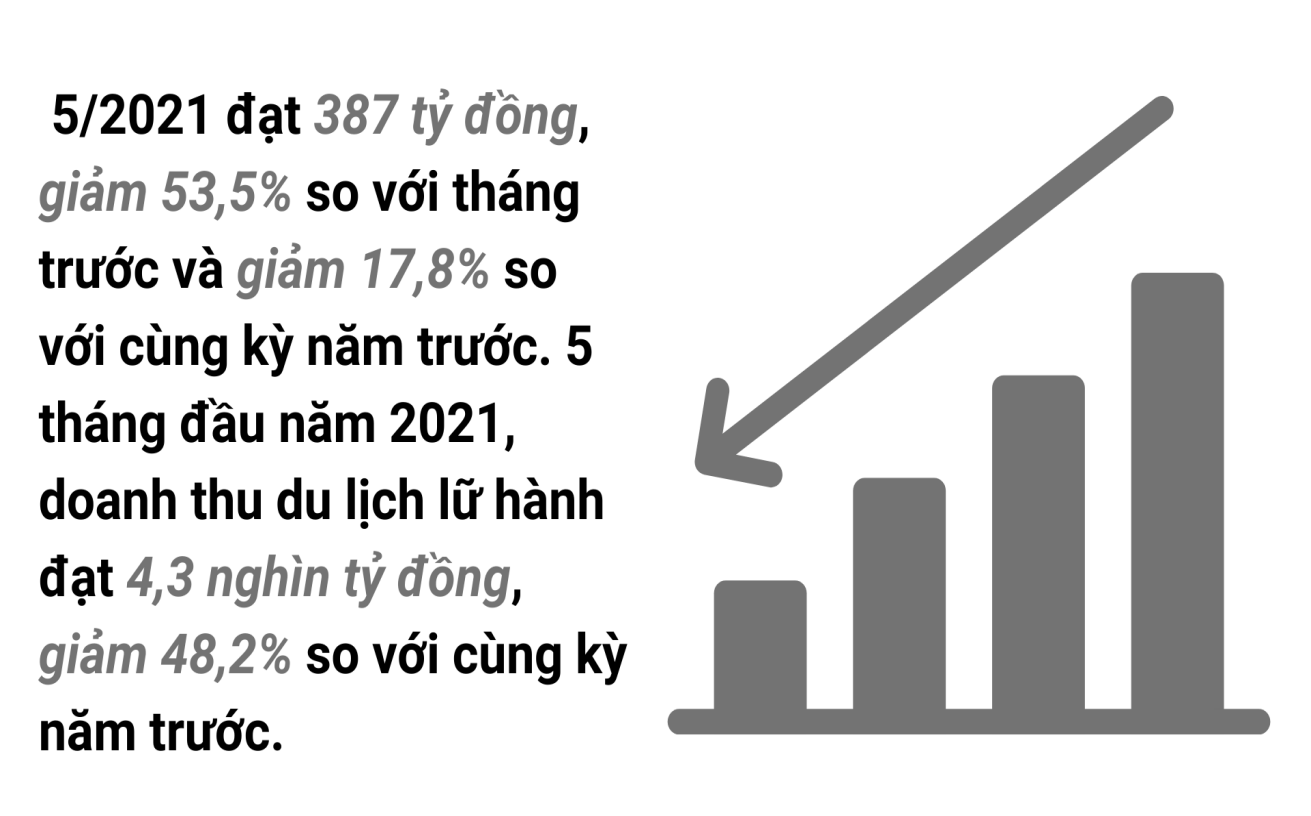 5/2021 đạt 387 tỷ đồng,
giảm 53,5% so với tháng
trước và giảm 17,8% so
với cùng kỳ năm trước. 5
tháng đầu năm 2021,
doanh thu du lịch lữ hành
đạt 4,3 nghìn tỷ đồng,
giảm 48,2% so với cùng kỳ
năm trước.